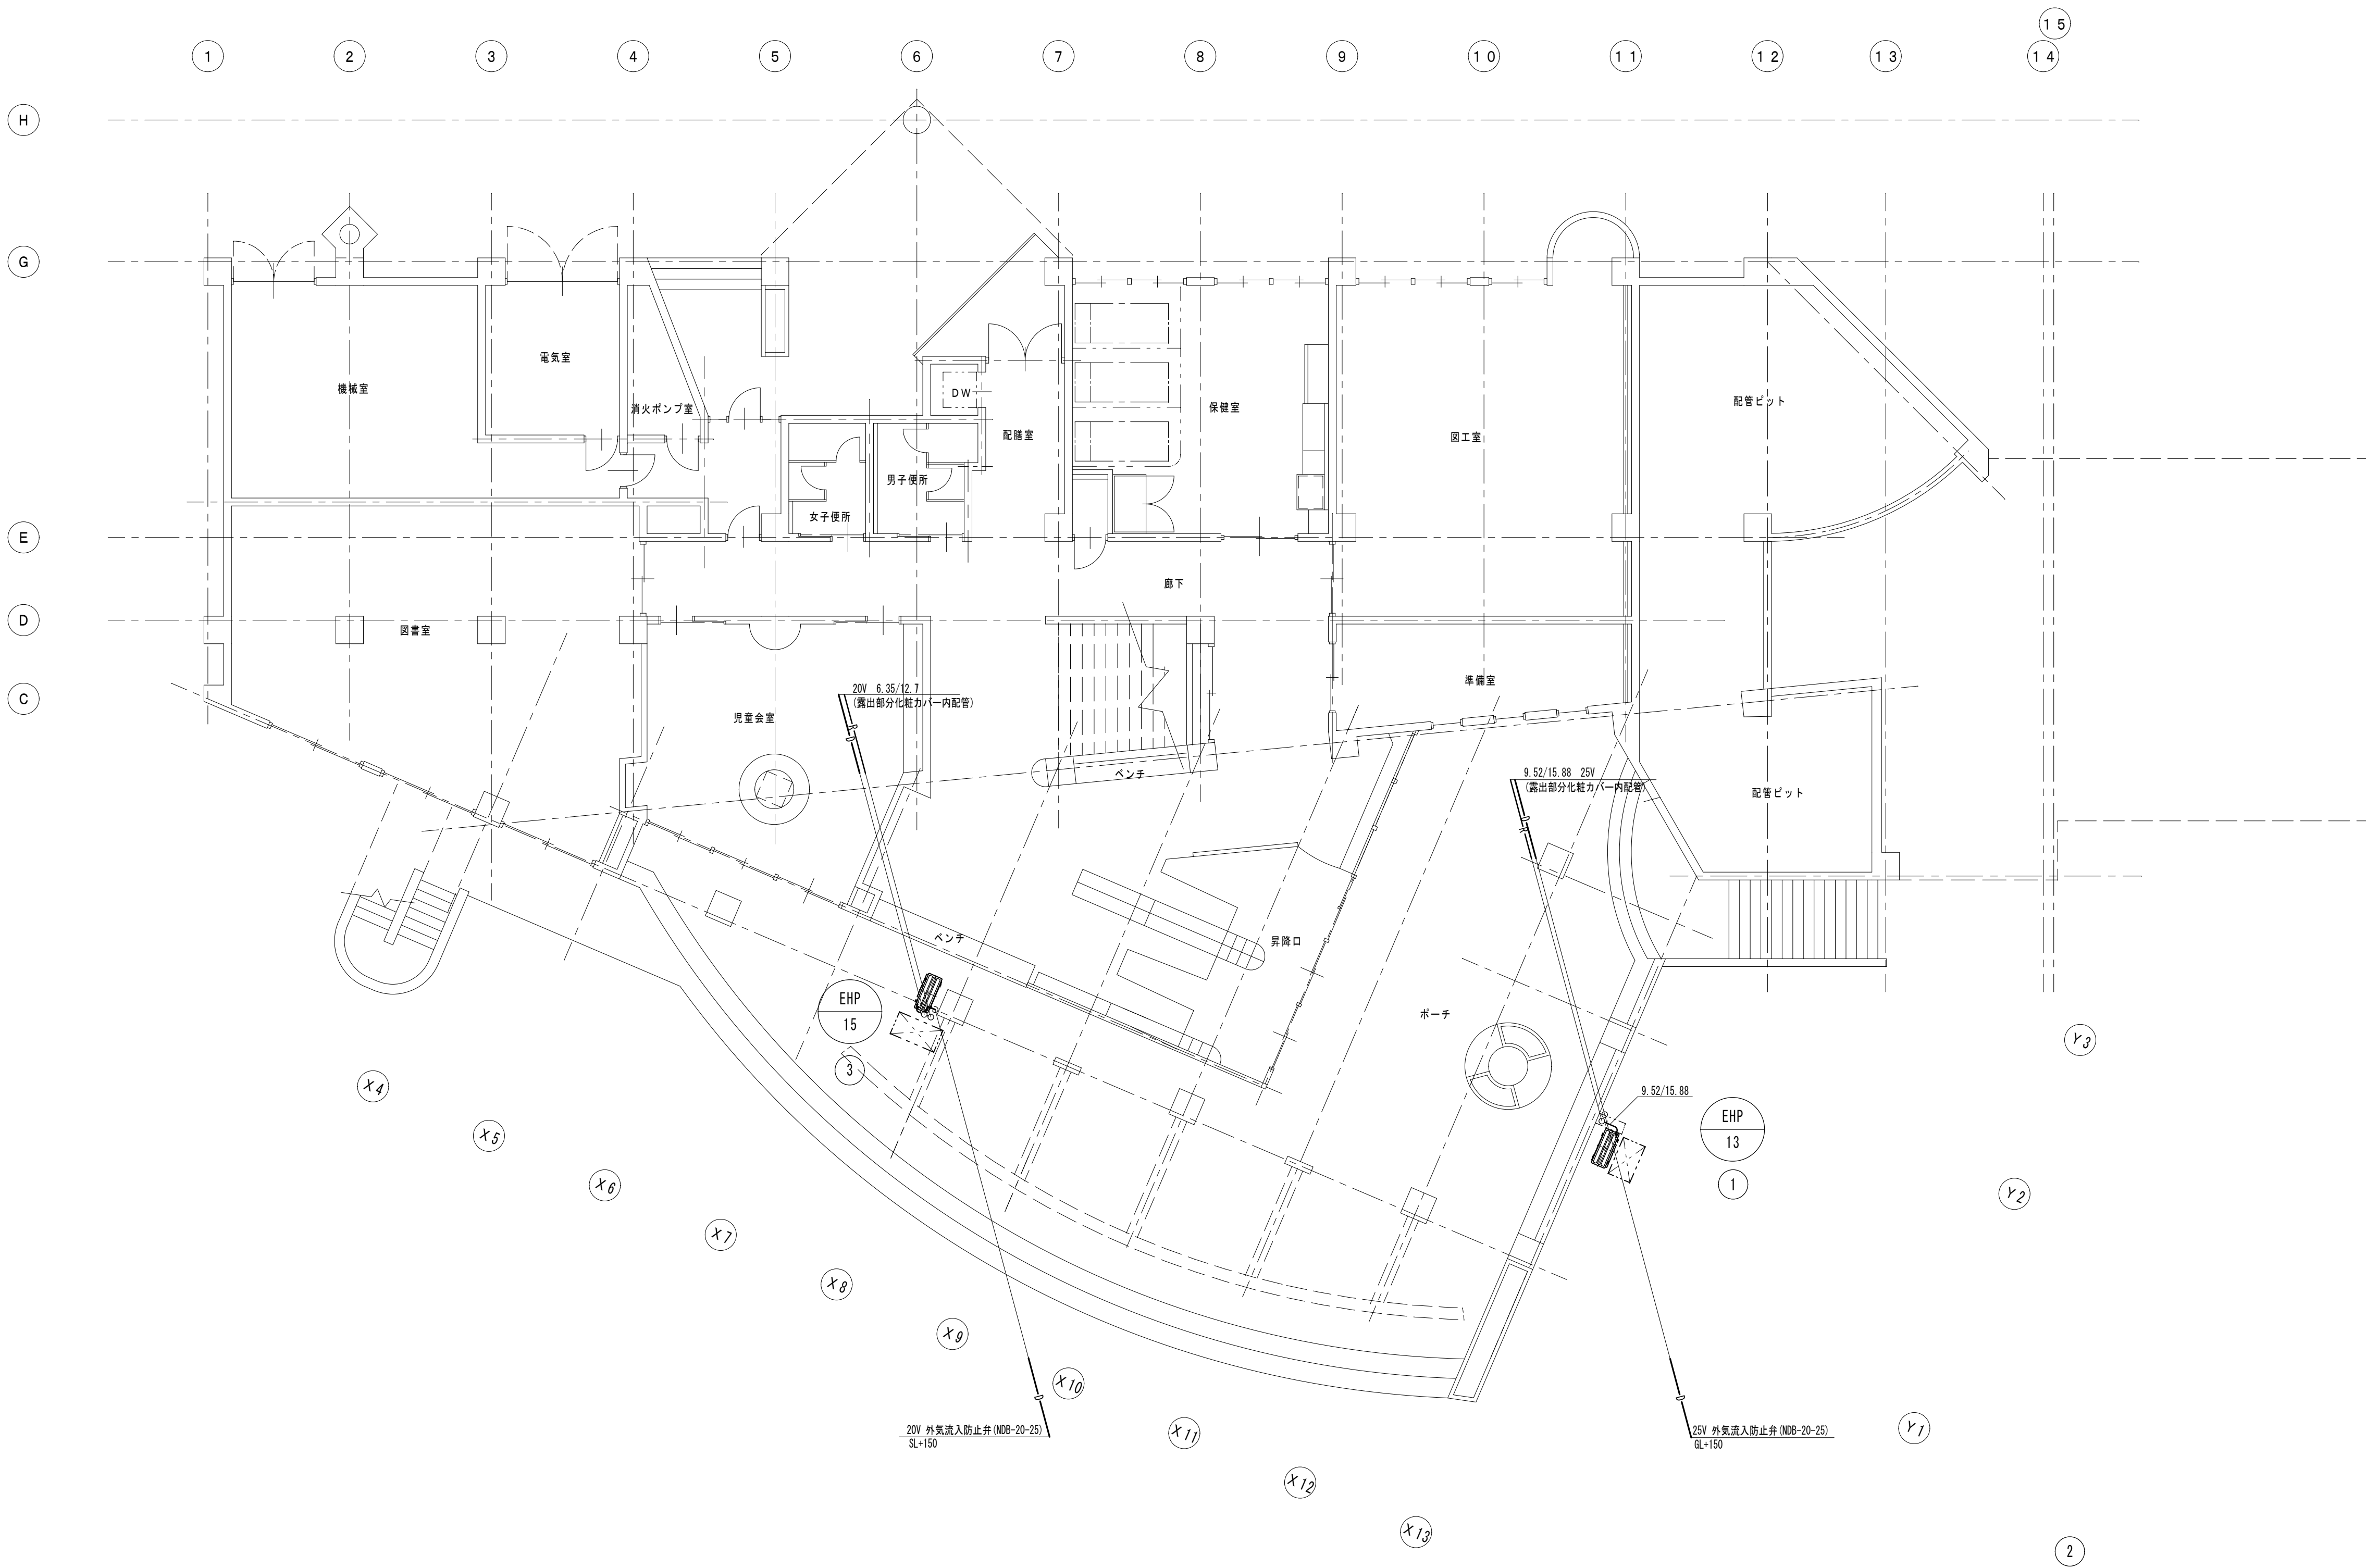 15
1
2
3
4
5
6
7
8
9
10
11
12
13
14
H
G
E
D
C
電気室
機械室
消火ポンプ室
DW
配膳室
保健室
図工室
配管ピット
男子便所
女子便所
廊下
図書室
準備室
20V 6.35/12.7
(露出部分化粧カバー内配管)
R
D
児童会室
ベンチ
9.52/15.88 25V
(露出部分化粧カバー内配管)
D
R
配管ピット
ベンチ
昇降口
EHP
15
3
ポーチ
9.52/15.88
EHP
13
1
Y3
X4
X5
X6
Y2
X7
X8
X9
X10
D
D
20V 外気流入防止弁(NDB-20-25)
SL+150
25V 外気流入防止弁(NDB-20-25)
GL+150
X11
Y1
X12
X13
2